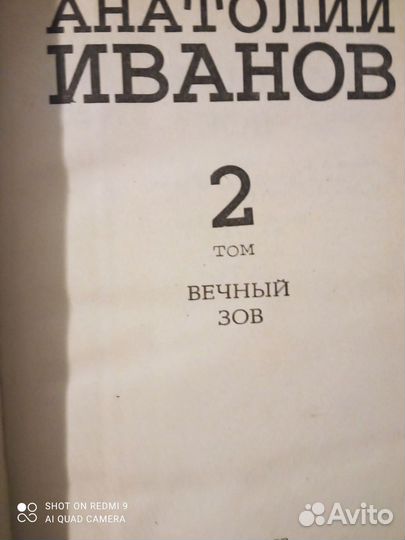 АНАТОЛИЙ
ИВАНОВ
2
ТОМ
ВЕЧНЫЙ
ЗОВ
SHOT ON REDMI 9
AI QUAD CAMERA
Avito